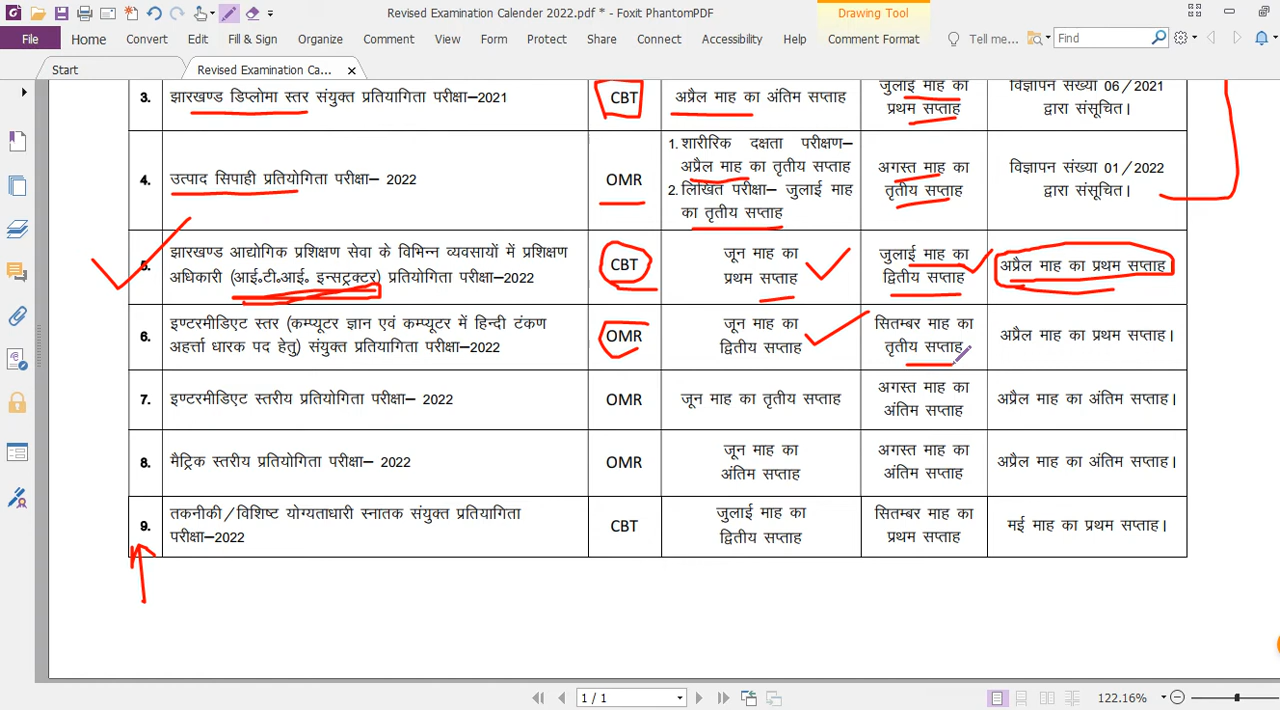 Revised Examination Calender 2022.pdf * - Foxit PhantomPDF
Drawing Tool
File Home Convert Edit Fill & Sign Organize Comment View Form Protect Share Connect Accessibility Help Comment Format Tell me... Find
Start Revised Examination Ca...
3. झारखण्ड डिप्लोमा स्तर संयुक्त प्रतियागिता परीक्षा–2021 CBT अप्रैल माह का अंतिम सप्ताह जुलाई माह का विज्ञापन संख्या 06/2021
प्रथम सप्ताह द्वारा संसूचित।
1. शारीरिक दक्षता परीक्षण–
4. उत्पाद सिपाही प्रतियोगिता परीक्षा– 2022 OMR अप्रैल माह का तृतीय सप्ताह अगस्त माह का विज्ञापन संख्या 01/2022
2. लिखित परीक्षा– जुलाई माह तृतीय सप्ताह द्वारा संसूचित।
का तृतीय सप्ताह
5. झारखण्ड आद्योगिक प्रशिक्षण सेवा के विभिन्न व्यवसायों में प्रशिक्षण CBT जून माह का जुलाई माह का अप्रैल माह का प्रथम सप्ताह
अधिकारी (आई.टी.आई. इन्सट्रक्टर) प्रतियोगिता परीक्षा–2022 प्रथम सप्ताह द्वितीय सप्ताह
6. इण्टरमीडिएट स्तर (कम्प्यूटर ज्ञान एवं कम्प्यूटर में हिन्दी टंकण OMR जून माह का सितम्बर माह का अप्रैल माह का प्रथम सप्ताह।
अहर्त्ता धारक पद हेतु) संयुक्त प्रतियागिता परीक्षा–2022 द्वितीय सप्ताह तृतीय सप्ताह
7. इण्टरमीडिएट स्तरीय प्रतियोगिता परीक्षा– 2022 OMR जून माह का तृतीय सप्ताह अगस्त माह का अप्रैल माह का अंतिम सप्ताह।
अंतिम सप्ताह
8. मैट्रिक स्तरीय प्रतियोगिता परीक्षा– 2022 OMR जून माह का अगस्त माह का अप्रैल माह का अंतिम सप्ताह।
अंतिम सप्ताह अंतिम सप्ताह
9. तकनीकी/विशिष्ट योग्यताधारी स्नातक संयुक्त प्रतियागिता CBT जुलाई माह का सितम्बर माह का मई माह का प्रथम सप्ताह।
परीक्षा–2022 द्वितीय सप्ताह प्रथम सप्ताह
1 / 1 122.16%